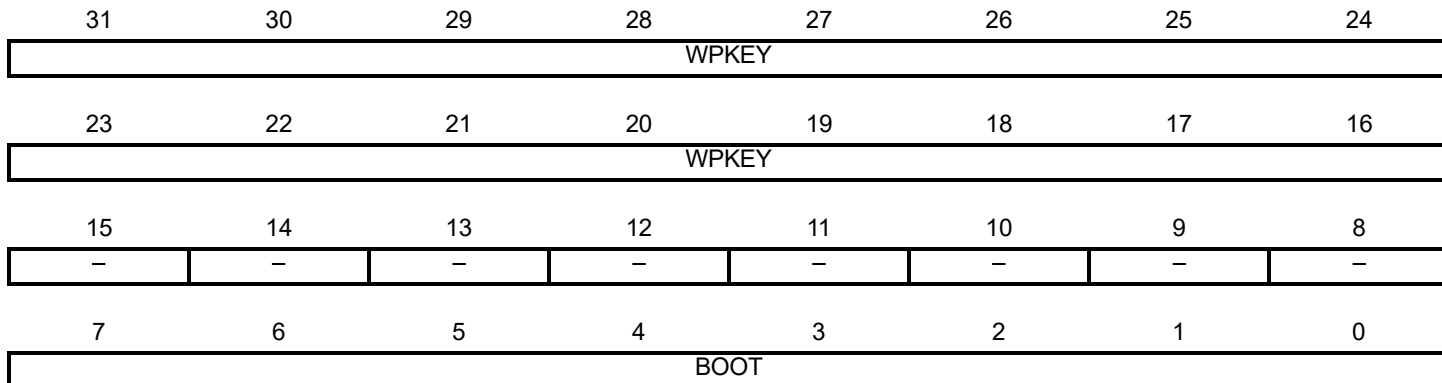 31 30 29 28 27 26 25 24
WPKEY
23 22 21 20 19 18 17 16
WPKEY
15 14 13 12 11 10 9 8
– – – – – – – –
7 6 5 4 3 2 1 0
BOOT